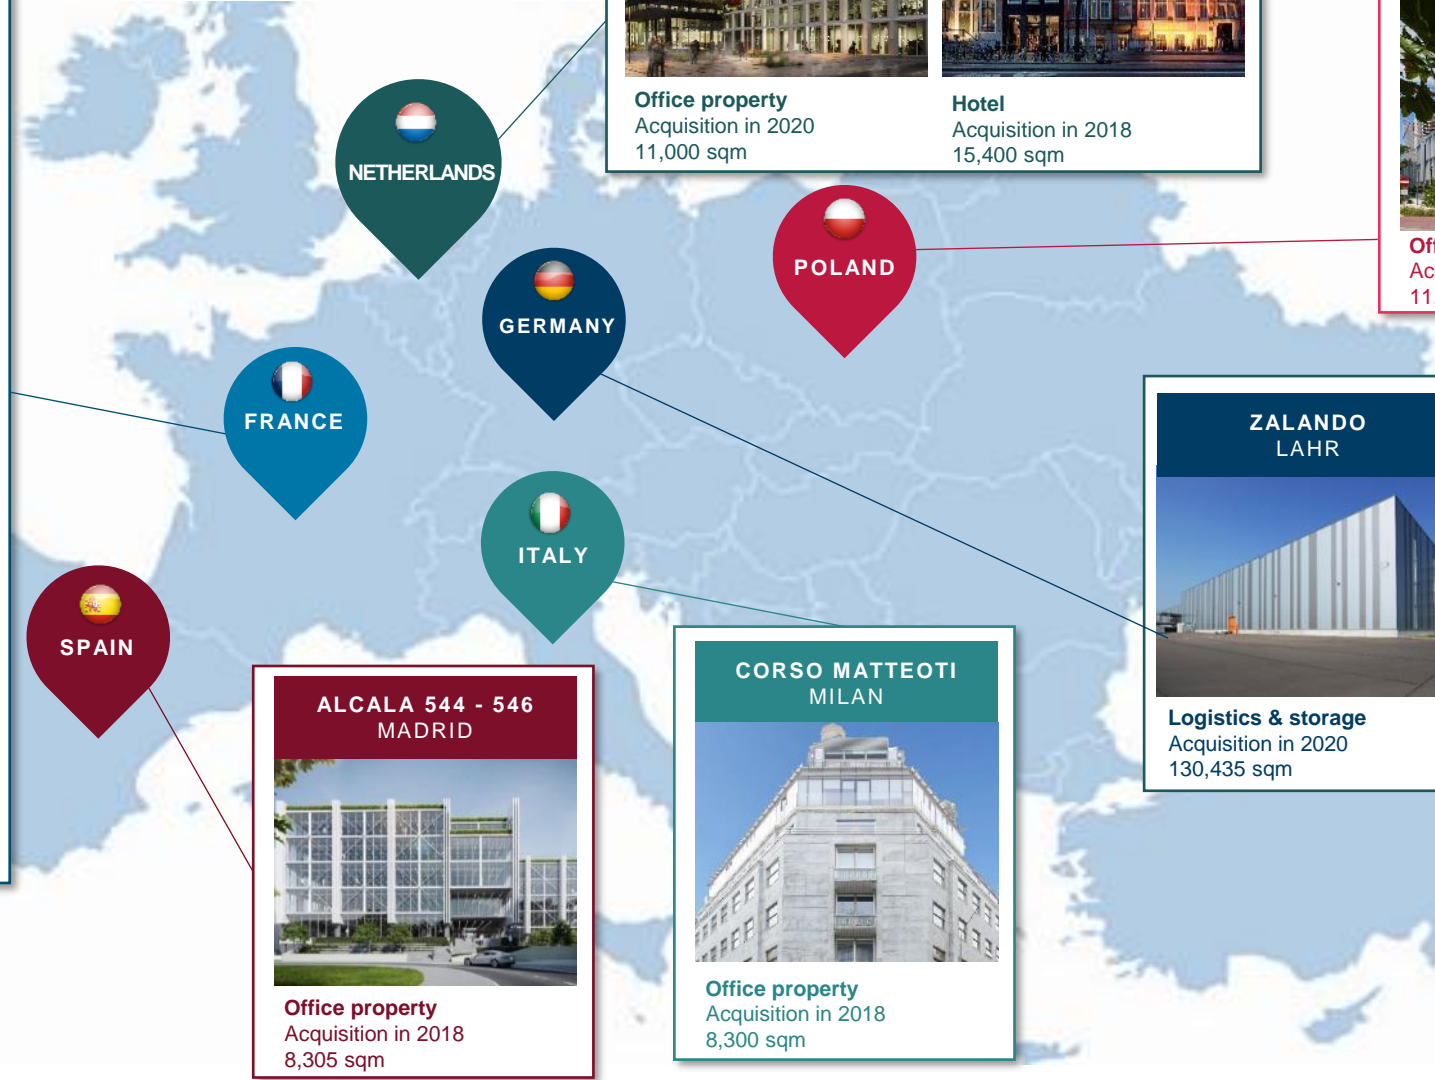 Office property
Acquisition in 2020
11,000 sqm
Hotel
Acquisition in 2018
15,400 sqm
NETHERLANDS
POLAND
GERMANY
FRANCE
ITALY
SPAIN
ZALANDO
LAHR
Logistics & storage
Acquisition in 2020
130,435 sqm
CORSO MATTEOTI
MILAN
Office property
Acquisition in 2018
8,300 sqm
ALCALA 544 - 546
MADRID
Office property
Acquisition in 2018
8,305 sqm